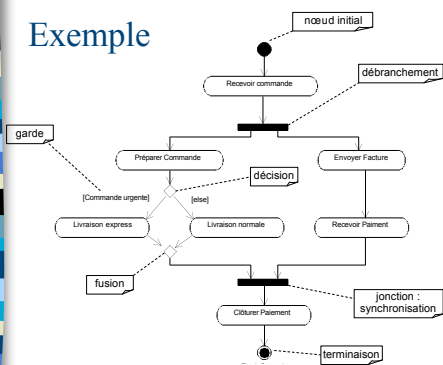 Exemple
nœud initial
Recevoir commande
débranchement
garde
Préparer Commande
Envoyer Facture
décision
[Commande urgente]
[else]
Livraison express
Livraison normale
Recevoir Paiment
fusion
jonction :
synchronisation
Clôturer Paiement
terminaison